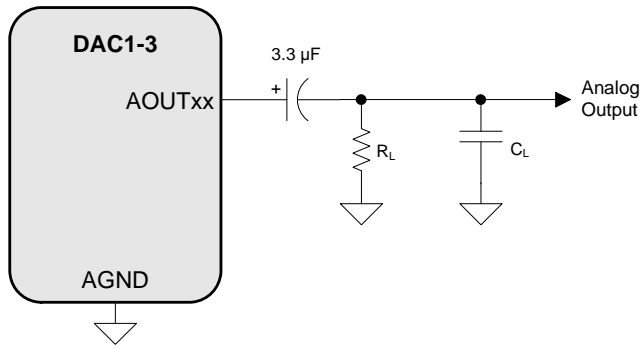 DAC1-3
3.3 µF
AOUTxx
+
Analog
Output
RL
CL
AGND